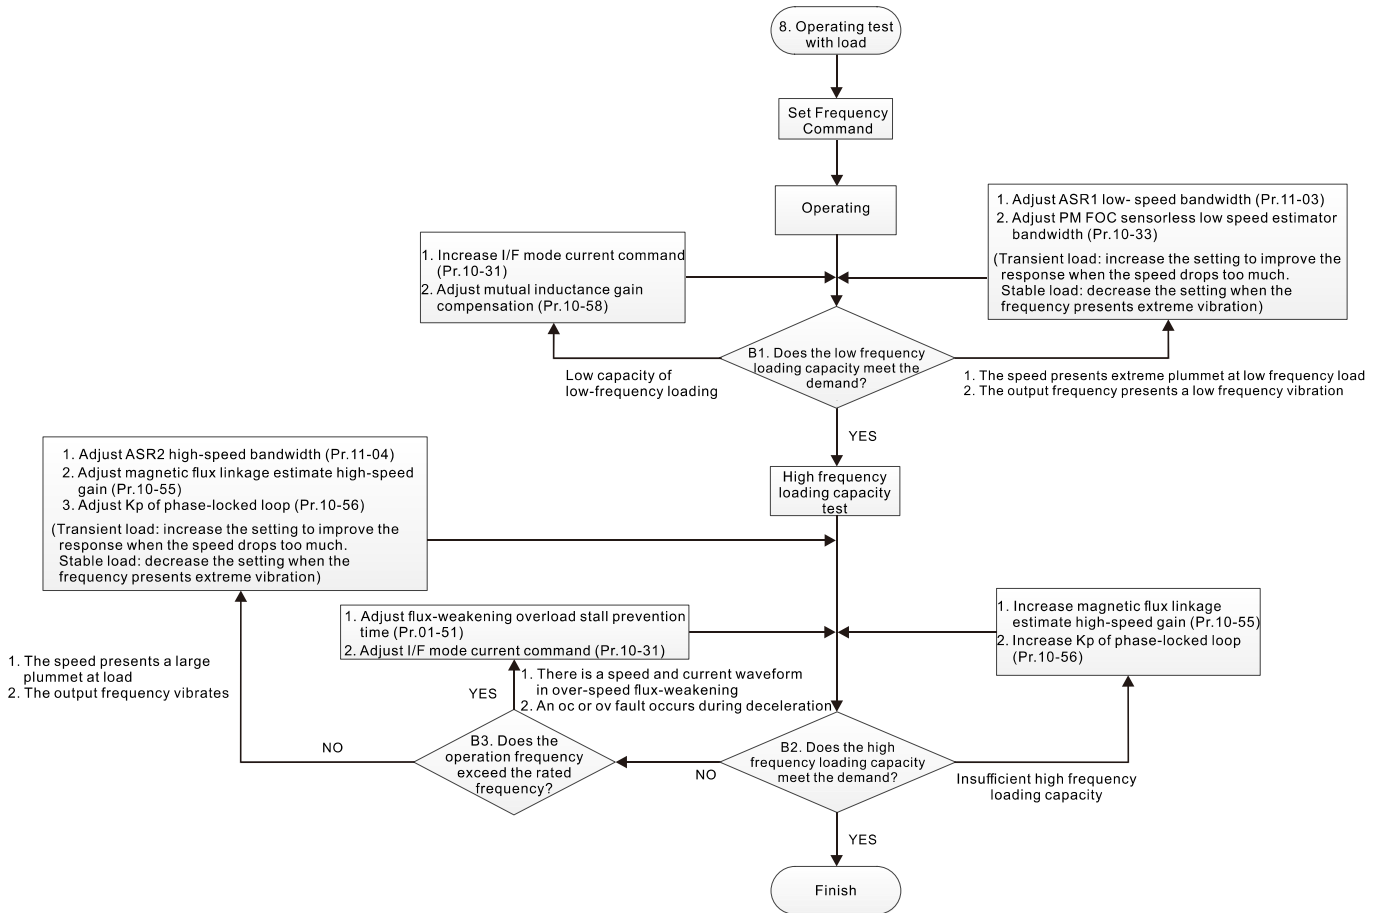 8. Operating test
with load
Set Frequency
Command
Operating
1. Adjust ASR1 low- speed bandwidth (Pr.11-03)
2. Adjust PM FOC sensorless low speed estimator
bandwidth (Pr.10-33)
(Transient load: increase the setting to improve the
response when the speed drops too much.
Stable load: decrease the setting when the
frequency presents extreme vibration)
1. Increase I/F mode current command
(Pr.10-31)
2. Adjust mutual inductance gain
compensation (Pr.10-58)
B1. Does the low frequency
loading capacity meet the
demand?
Low capacity of
low-frequency loading
1. The speed presents extreme plummet at low frequency load
2. The output frequency presents a low frequency vibration
YES
High frequency
loading capacity
test
1. Adjust ASR2 high-speed bandwidth (Pr.11-04)
2. Adjust magnetic flux linkage estimate high-speed
gain (Pr.10-55)
3. Adjust Kp of phase-locked loop (Pr.10-56)
(Transient load: increase the setting to improve the
response when the speed drops too much.
Stable load: decrease the setting when the
frequency presents extreme vibration)
1. Adjust flux-weakening overload stall prevention
time (Pr.01-51)
2. Adjust I/F mode current command (Pr.10-31)
1. Increase magnetic flux linkage
estimate high-speed gain (Pr.10-55)
2. Increase Kp of phase-locked loop
(Pr.10-56)
1. The speed presents a large
plummet at load
2. The output frequency vibrates
YES
1. There is a speed and current waveform
in over-speed flux-weakening
2. An oc or ov fault occurs during deceleration
NO
B3. Does the
operation frequency
exceed the rated
frequency?
NO
B2. Does the high
frequency loading capacity
meet the demand?
Insufficient high frequency
loading capacity
YES
Finish